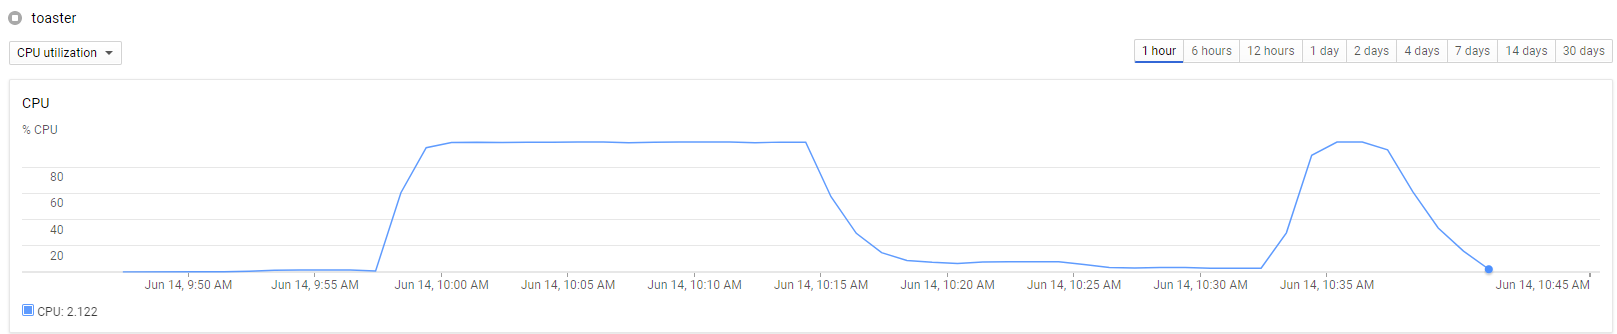 toaster
CPU utilization
1 hour 6 hours 12 hours 1 day 2 days 4 days 7 days 14 days 30 days
CPU
% CPU
80
60
40
20
Jun 14, 9:50 AM Jun 14, 9:55 AM Jun 14, 10:00 AM Jun 14, 10:05 AM Jun 14, 10:10 AM Jun 14, 10:15 AM Jun 14, 10:20 AM Jun 14, 10:25 AM Jun 14, 10:30 AM Jun 14, 10:35 AM Jun 14, 10:45 AM
CPU: 2.122